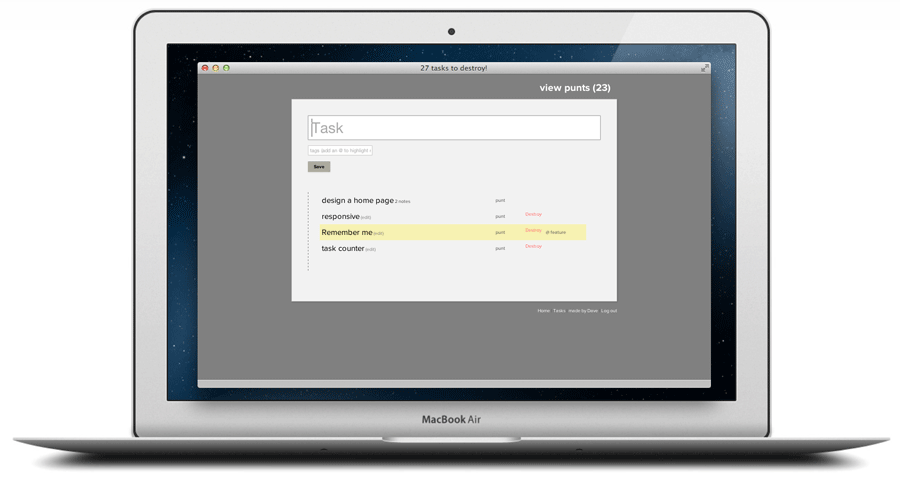 27 tasks to destroy!
view punts (23)
Task
tags (add an @ to highlight
Save
design a home page 2 notes punt
responsive (edit) punt Destroy
Remember me (edit) punt Destroy @ feature
task counter (edit) punt Destroy
Home Tasks made by Dave Log out
MacBook Air